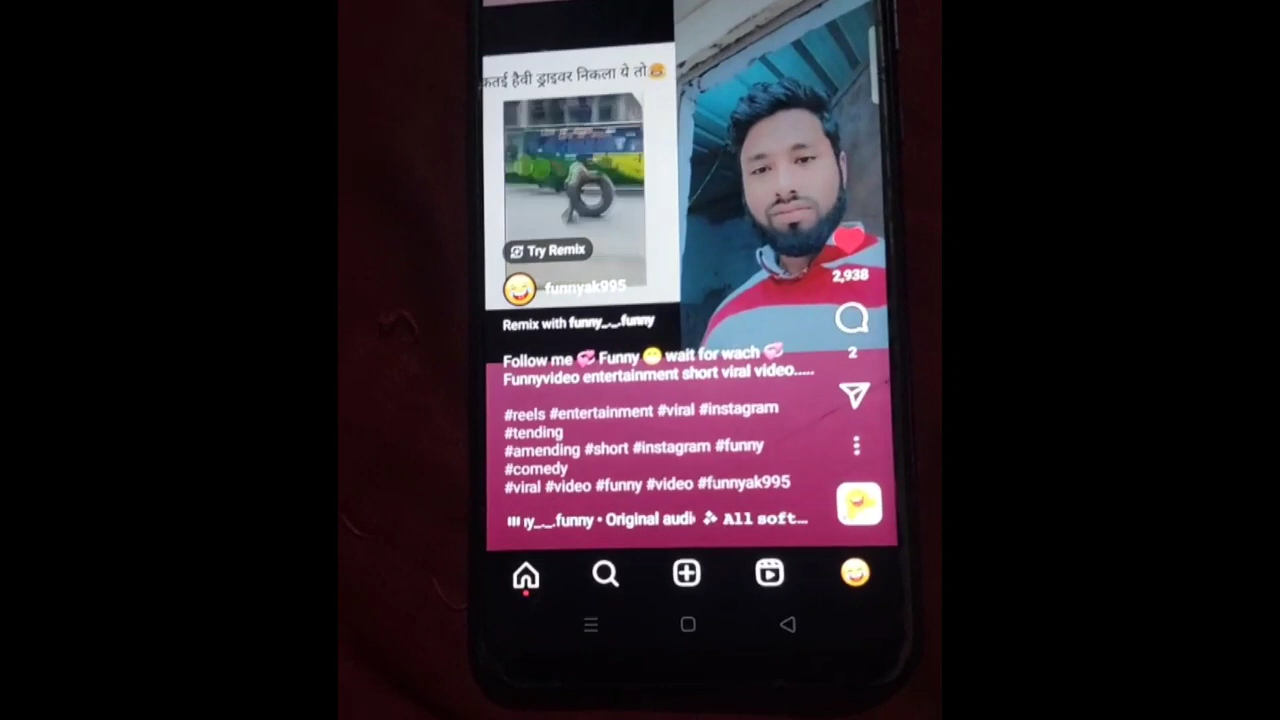 कतई हैवी ड्राइवर निकला ये तो😂
Try Remix
funnyak995
2,938
Remix with funny_._.funny
Follow me 💞 Funny 😁 wait for wach 💞
2
Funnyvideo entertainment short viral video.....
#reels #entertainment #viral #instagram
#tending
#amending #short #instagram #funny
#comedy
#viral #video #funny #video #funnyak995
ıy_._.funny • Original audi All soft...